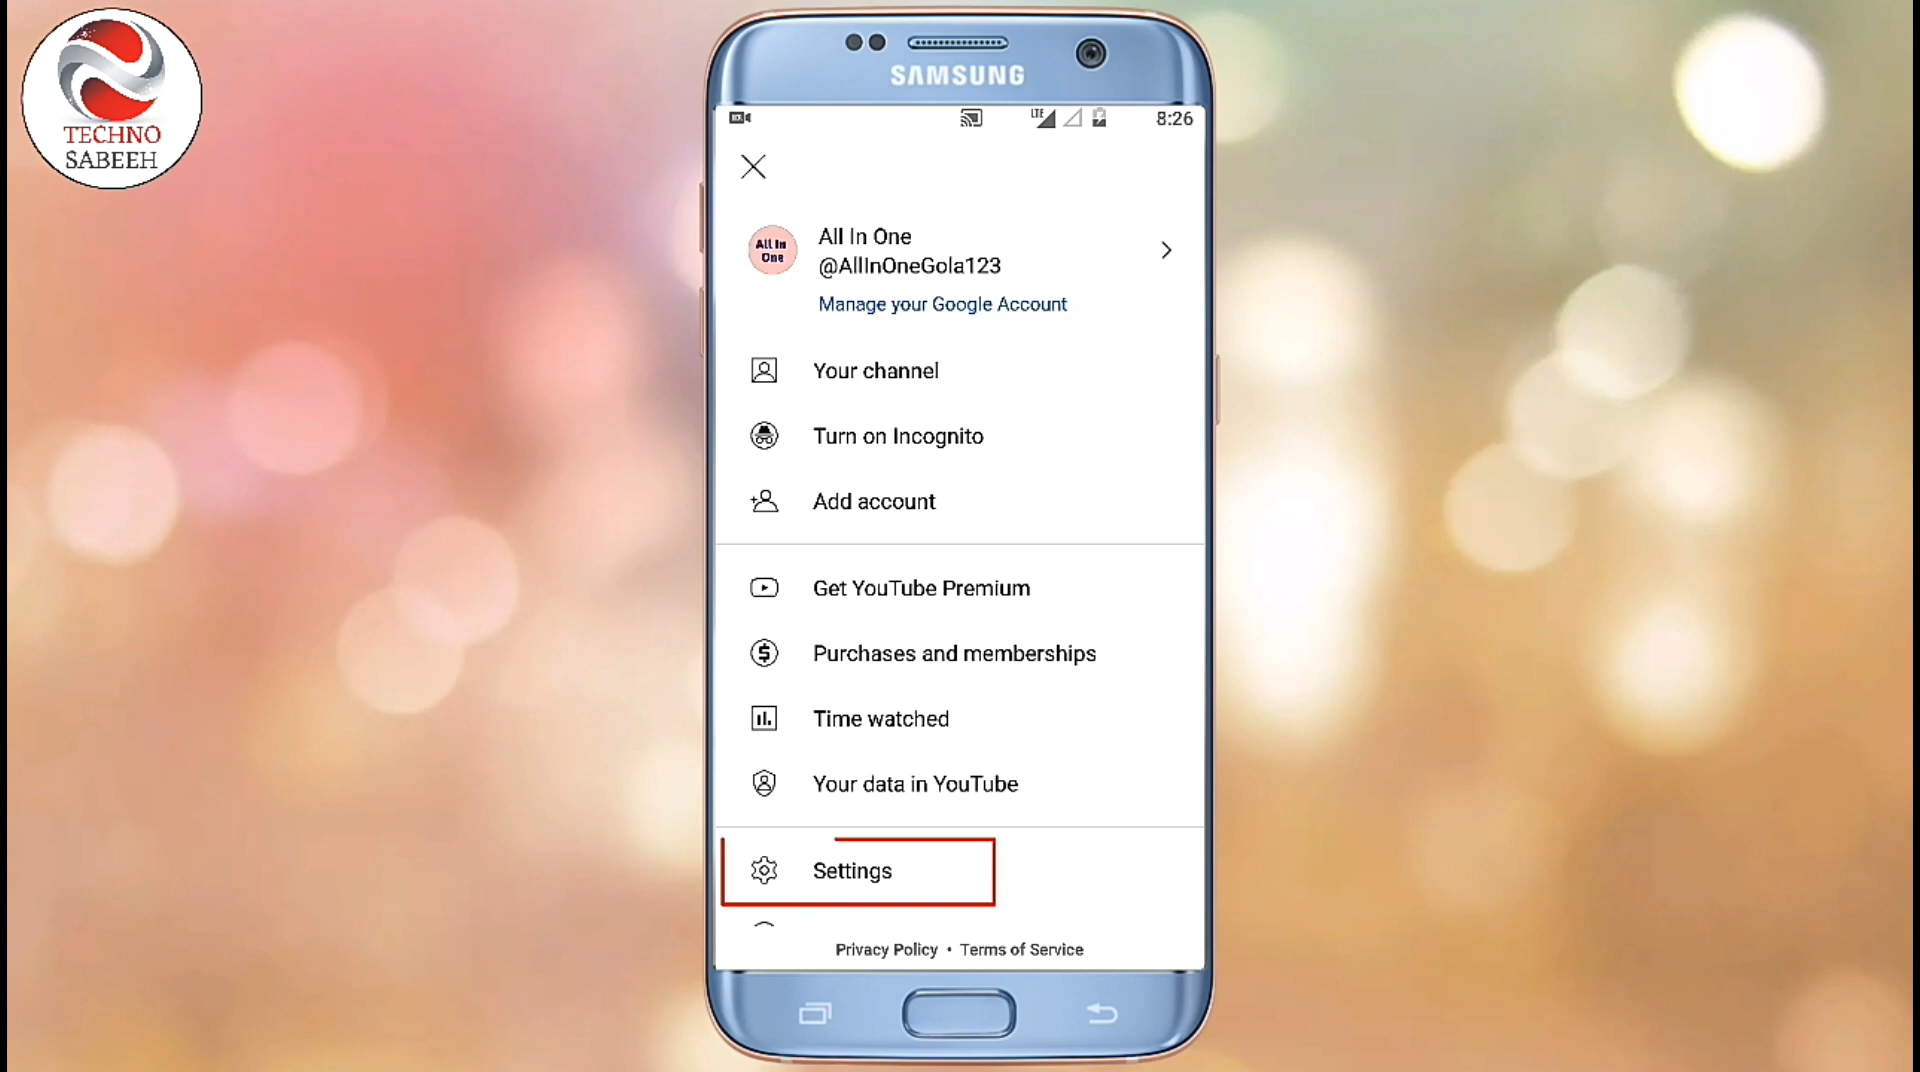 TECHNO
SABEEH
SAMSUNG
LTE
8:26
All In
One
All In One
@AllInOneGola123
Manage your Google Account
Your channel
Turn on Incognito
Add account
Get YouTube Premium
Purchases and memberships
Time watched
Your data in YouTube
Settings
Privacy Policy • Terms of Service